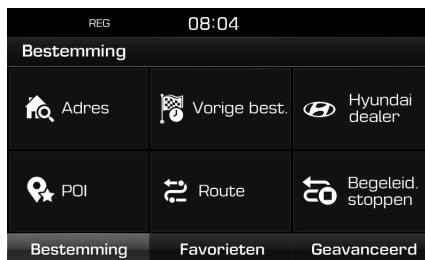 REG 08:04
Bestemming
Adres
Vorige best.
Hyundai
dealer
POI
Route
Begeleid.
stoppen
Bestemming Favorieten Geavanceerd